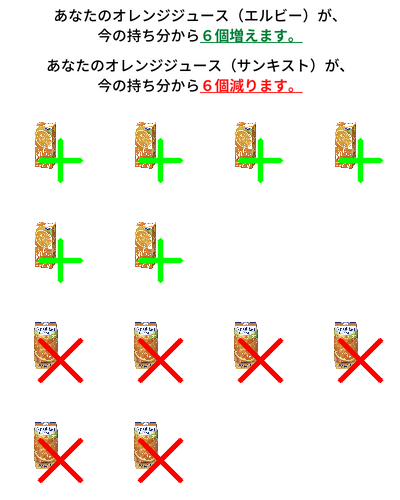 あなたのオレンジジュース（エルビー）が、
今の持ち分から６個増えます。
あなたのオレンジジュース（サンキスト）が、
今の持ち分から６個減ります。